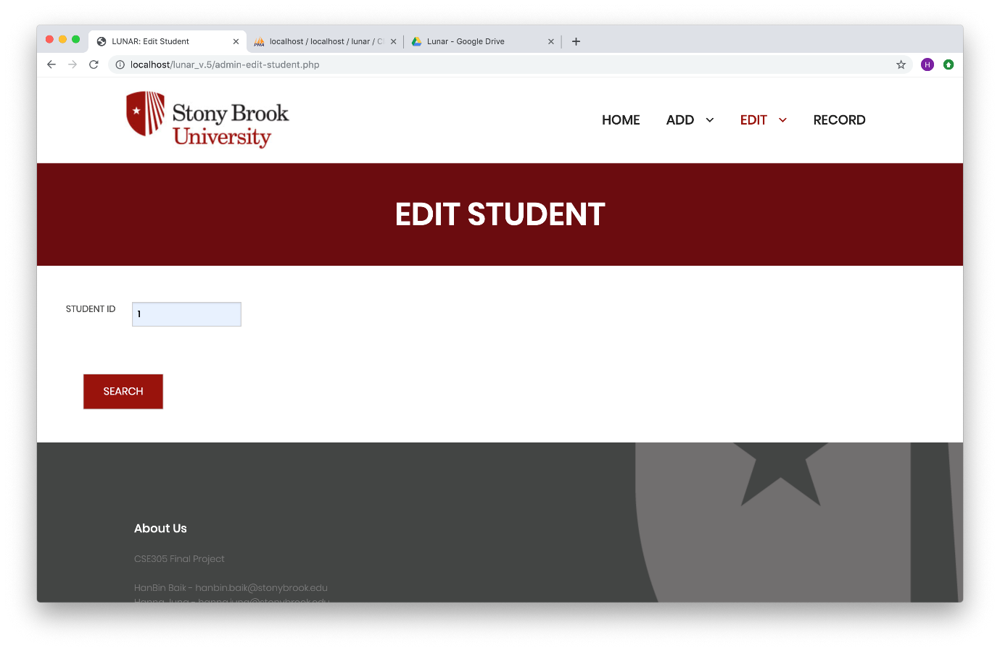 LUNAR: Edit Student
localhost / localhost / lunar /
Lunar - Google Drive
localhost/lunar_v.5/admin-edit-student.php
H
Stony Brook
University
HOME
ADD
EDIT
RECORD
EDIT STUDENT
STUDENT ID
1
SEARCH
About Us
CSE305 Final Project
HanBin Baik - hanbin.baik@stonybrook.edu